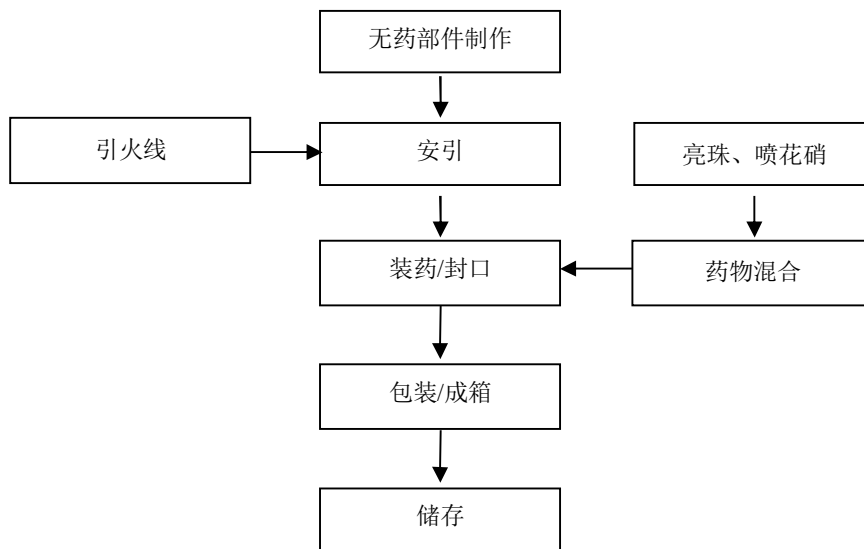 无药部件制作
引火线
安引
亮珠、喷花硝
装药/封口
药物混合
包装/成箱
储存